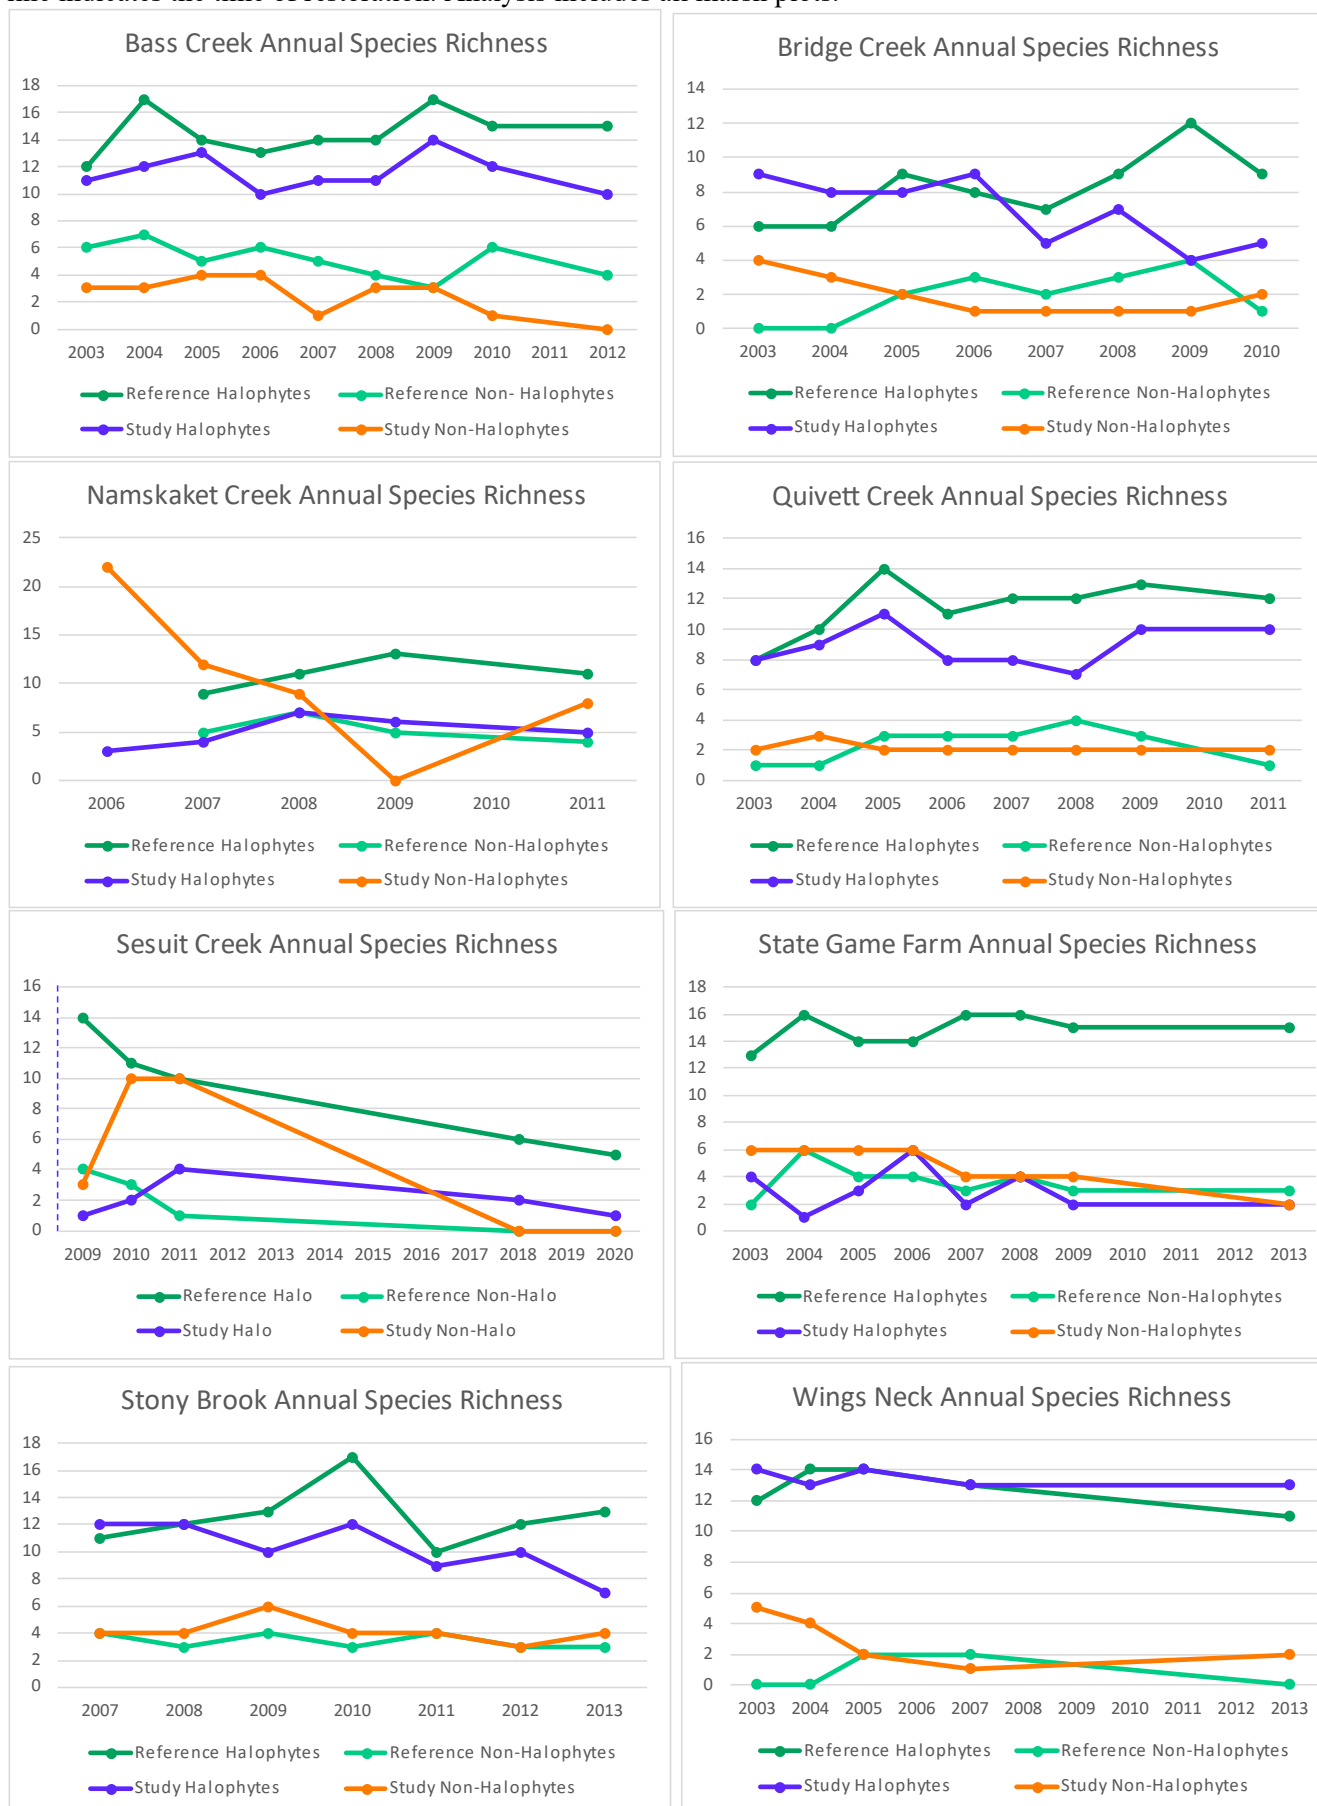 line indicates the time of restoration. Analysis includes all marsh plots.
Bass Creek Annual Species Richness
18
16
14
12
10
8
6
4
2
0
2003 2004 2005 2006 2007 2008 2009 2010 2011 2012
Reference Halophytes Reference Non- Halophytes
Study Halophytes Study Non-Halophytes
Bridge Creek Annual Species Richness
14
12
10
8
6
4
2
0
2003 2004 2005 2006 2007 2008 2009 2010
Reference Halophytes Reference Non-Halophytes
Study Halophytes Study Non-Halophytes
Namskaket Creek Annual Species Richness
25
20
15
10
5
0
2006 2007 2008 2009 2010 2011
Reference Halophytes Reference Non-Halophytes
Study Halophytes Study Non-Halophytes
Quivett Creek Annual Species Richness
16
14
12
10
8
6
4
2
0
2003 2004 2005 2006 2007 2008 2009 2010 2011
Reference Halophytes Reference Non-Halophytes
Study Halophytes Study Non-Halophytes
Sesuit Creek Annual Species Richness
16
14
12
10
8
6
4
2
0
2009 2010 2011 2012 2013 2014 2015 2016 2017 2018 2019 2020
Reference Halo Reference Non-Halo
Study Halo Study Non-Halo
State Game Farm Annual Species Richness
18
16
14
12
10
8
6
4
2
0
2003 2004 2005 2006 2007 2008 2009 2010 2011 2012 2013
Reference Halophytes Reference Non-Halophytes
Study Halophytes Study Non-Halophytes
Stony Brook Annual Species Richness
18
16
14
12
10
8
6
4
2
0
2007 2008 2009 2010 2011 2012 2013
Reference Halophytes Reference Non-Halophytes
Study Halophytes Study Non-Halophytes
Wings Neck Annual Species Richness
16
14
12
10
8
6
4
2
0
2003 2004 2005 2006 2007 2008 2009 2010 2011 2012 2013
Reference Halophytes Reference Non-Halophytes
Study Halophytes Study Non-Halophytes